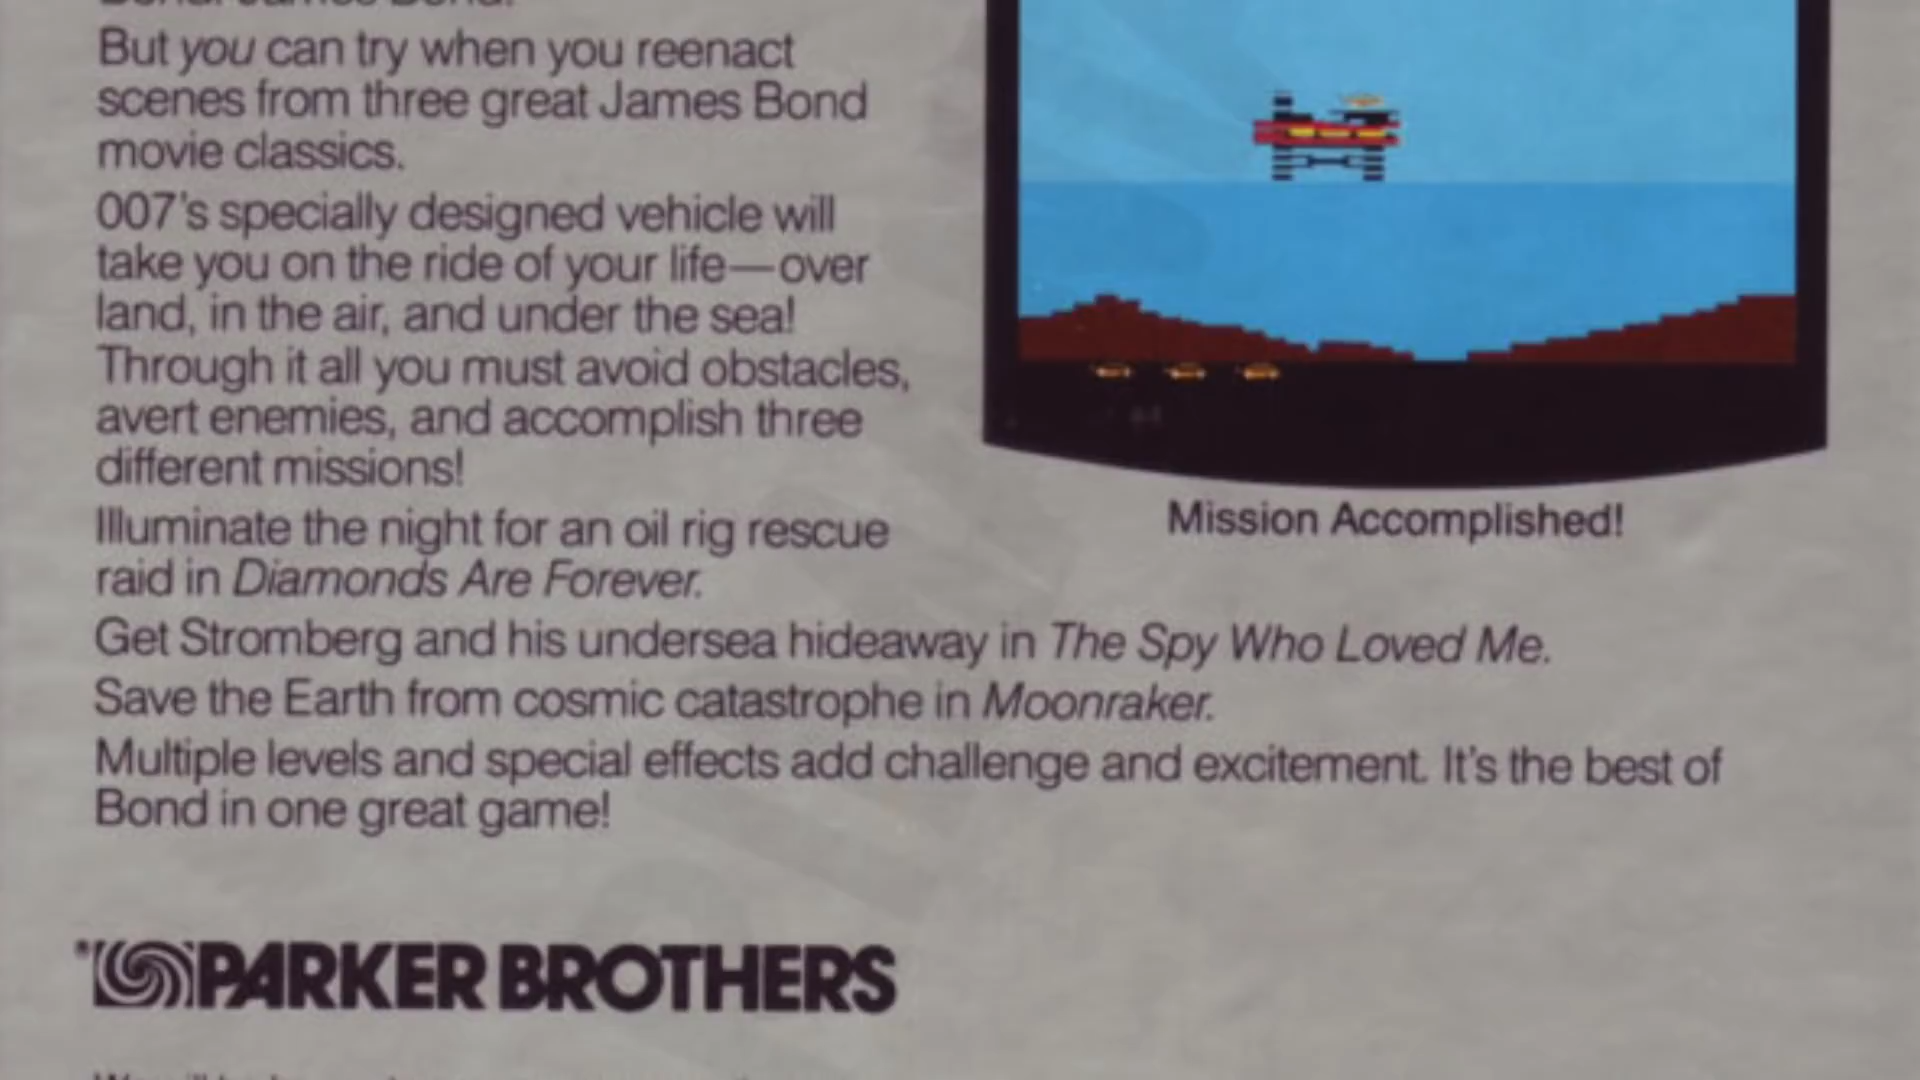 But you can try when you reenact
scenes from three great James Bond
movie classics.
007's specially designed vehicle will
take you on the ride of your life—over
land, in the air, and under the sea!
Through it all you must avoid obstacles,
avert enemies, and accomplish three
different missions!
Illuminate the night for an oil rig rescue
raid in Diamonds Are Forever.
Get Stromberg and his undersea hideaway in The Spy Who Loved Me.
Save the Earth from cosmic catastrophe in Moonraker.
Multiple levels and special effects add challenge and excitement. It's the best of
Bond in one great game!
Mission Accomplished!
PARKER BROTHERS